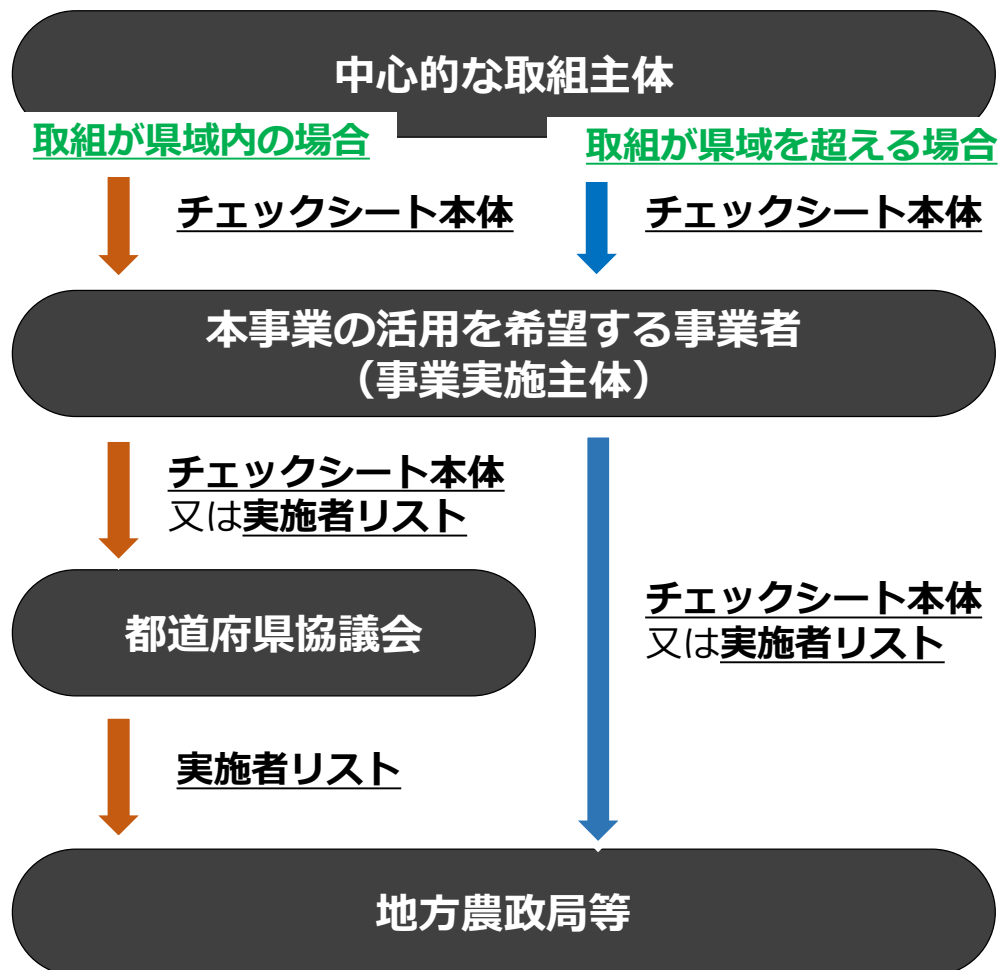 中心的な取組主体
取組が県域内の場合
取組が県域を超える場合
チェックシート本体
チェックシート本体
本事業の活用を希望する事業者
（事業実施主体）
チェックシート本体
又は実施者リスト
都道府県協議会
チェックシート本体
又は実施者リスト
実施者リスト
地方農政局等